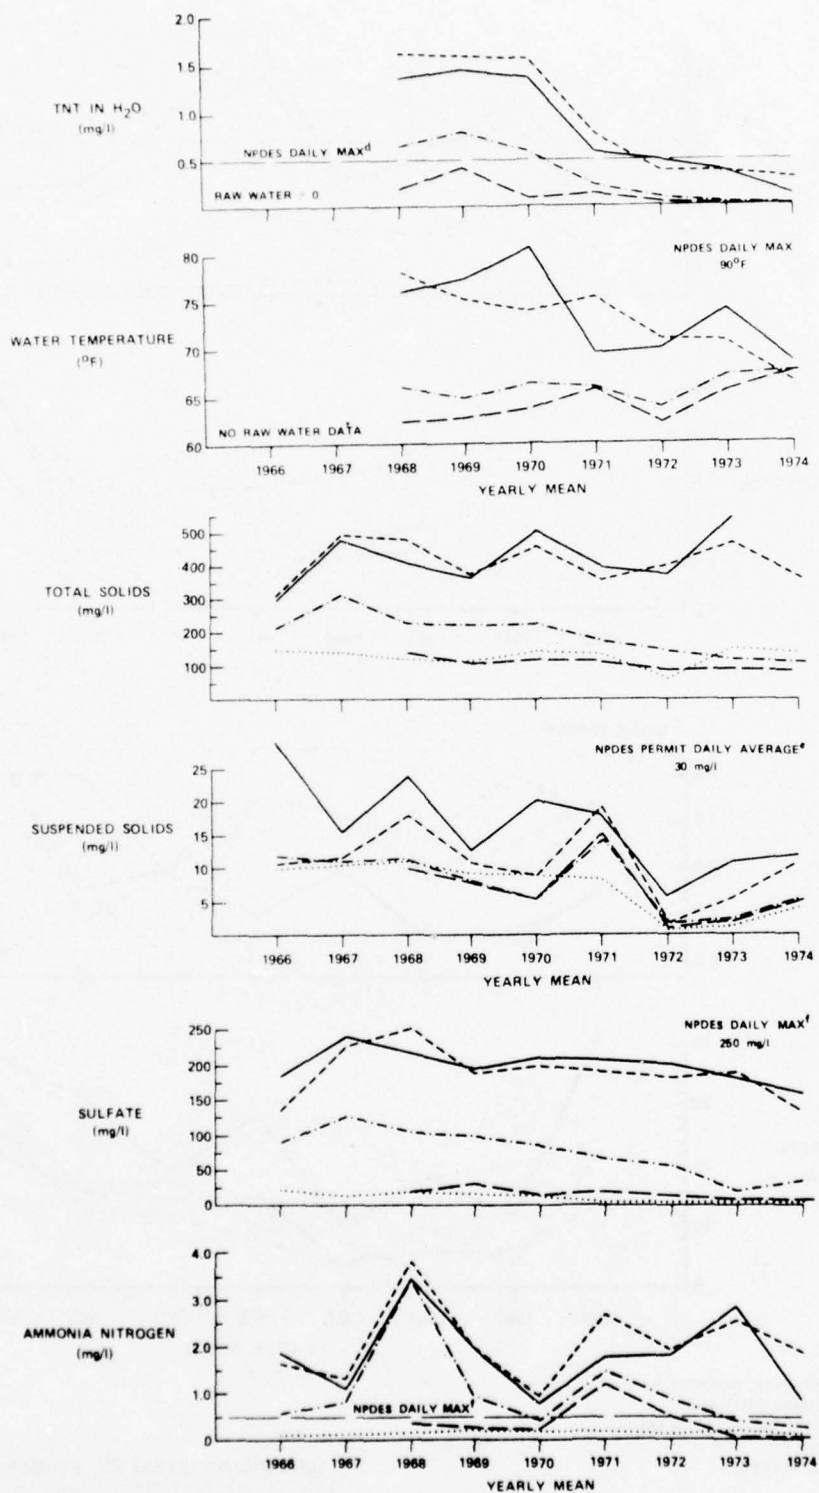 2.0
1.5
1.0
0.5
TNT IN H2O
(mg/l)
NPDES DAILY MAXd
RAW WATER = 0
80
75
70
65
60
WATER TEMPERATURE
(OF)
NPDES DAILY MAX
90OF
NO RAW WATER DATA
1966 1967 1968 1969 1970 1971 1972 1973 1974
YEARLY MEAN
500
400
300
200
100
TOTAL SOLIDS
(mg/l)
25
20
15
10
5
SUSPENDED SOLIDS
(mg/l)
NPDES PERMIT DAILY AVERAGEe
30 mg/l
1966 1967 1968 1969 1970 1971 1972 1973 1974
YEARLY MEAN
250
200
150
100
50
0
SULFATE
(mg/l)
NPDES DAILY MAXf
250 mg/l
4.0
3.0
2.0
1.0
0
AMMONIA NITROGEN
(mg/l)
NPDES DAILY MAXf
1966 1967 1968 1969 1970 1971 1972 1973 1974
YEARLY MEAN